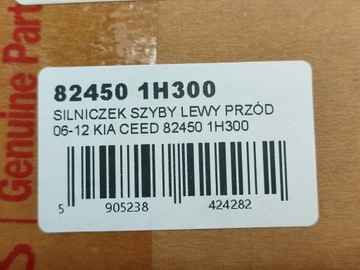 82450 1H300
SILNICZEK SZYBY LEWY PRZÓD
06-12 KIA CEED 82450 1H300
5 905238 424282
S | Genuine Part